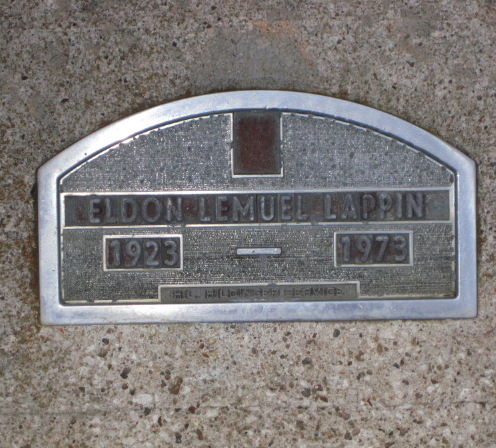 ELDON LEMUEL LAPPIN
1923 — 1973